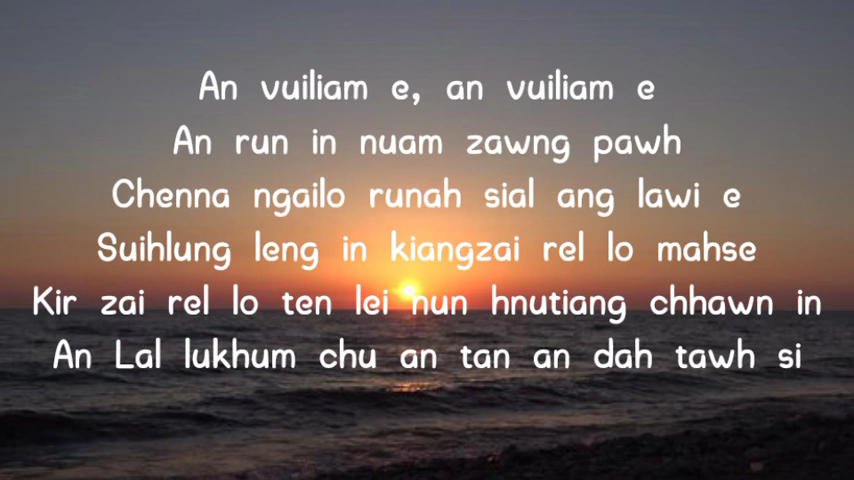 An vuiliam e, an vuiliam e
An run in nuam zawng pawh
Chenna ngailo runah sial ang lawi e
Suihlung leng in kiangzai rel lo mahse
Kir zai rel lo ten lei nun hnutiang chhawn in
An Lal lukhum chu an tan an dah tawh si